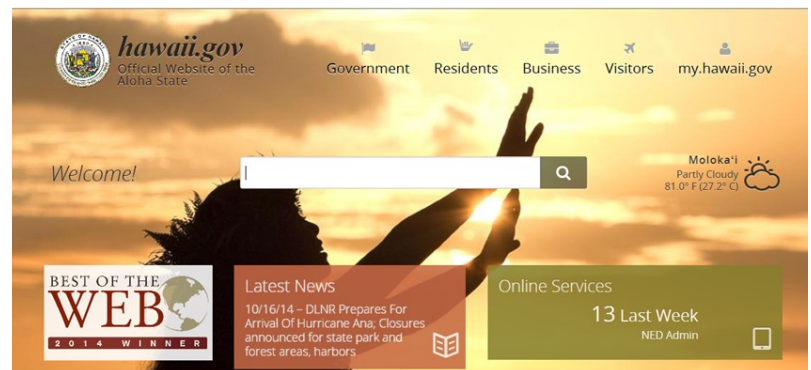 hawaii.gov
Official Website of the
Aloha State
Government Residents Business Visitors my.hawaii.gov
Welcome!
Molokaʻi
Partly Cloudy
81.0° F (27.2° C)
BEST OF THE
WEB
2014 WINNER
Latest News
10/16/14 – DLNR Prepares For
Arrival Of Hurricane Ana; Closures
announced for state park and
forest areas, harbors
Online Services
13 Last Week
NED Admin